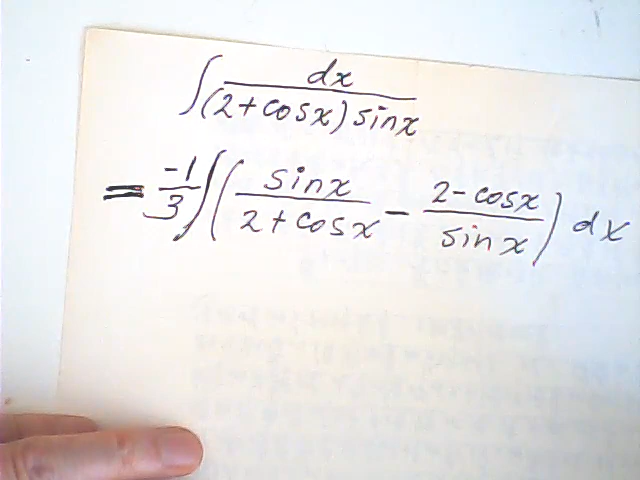 ∫ dx / (2+cosx) sinx
= -1/3 ∫ ( sinx / 2+cosx - 2-cosx / sinx ) dx